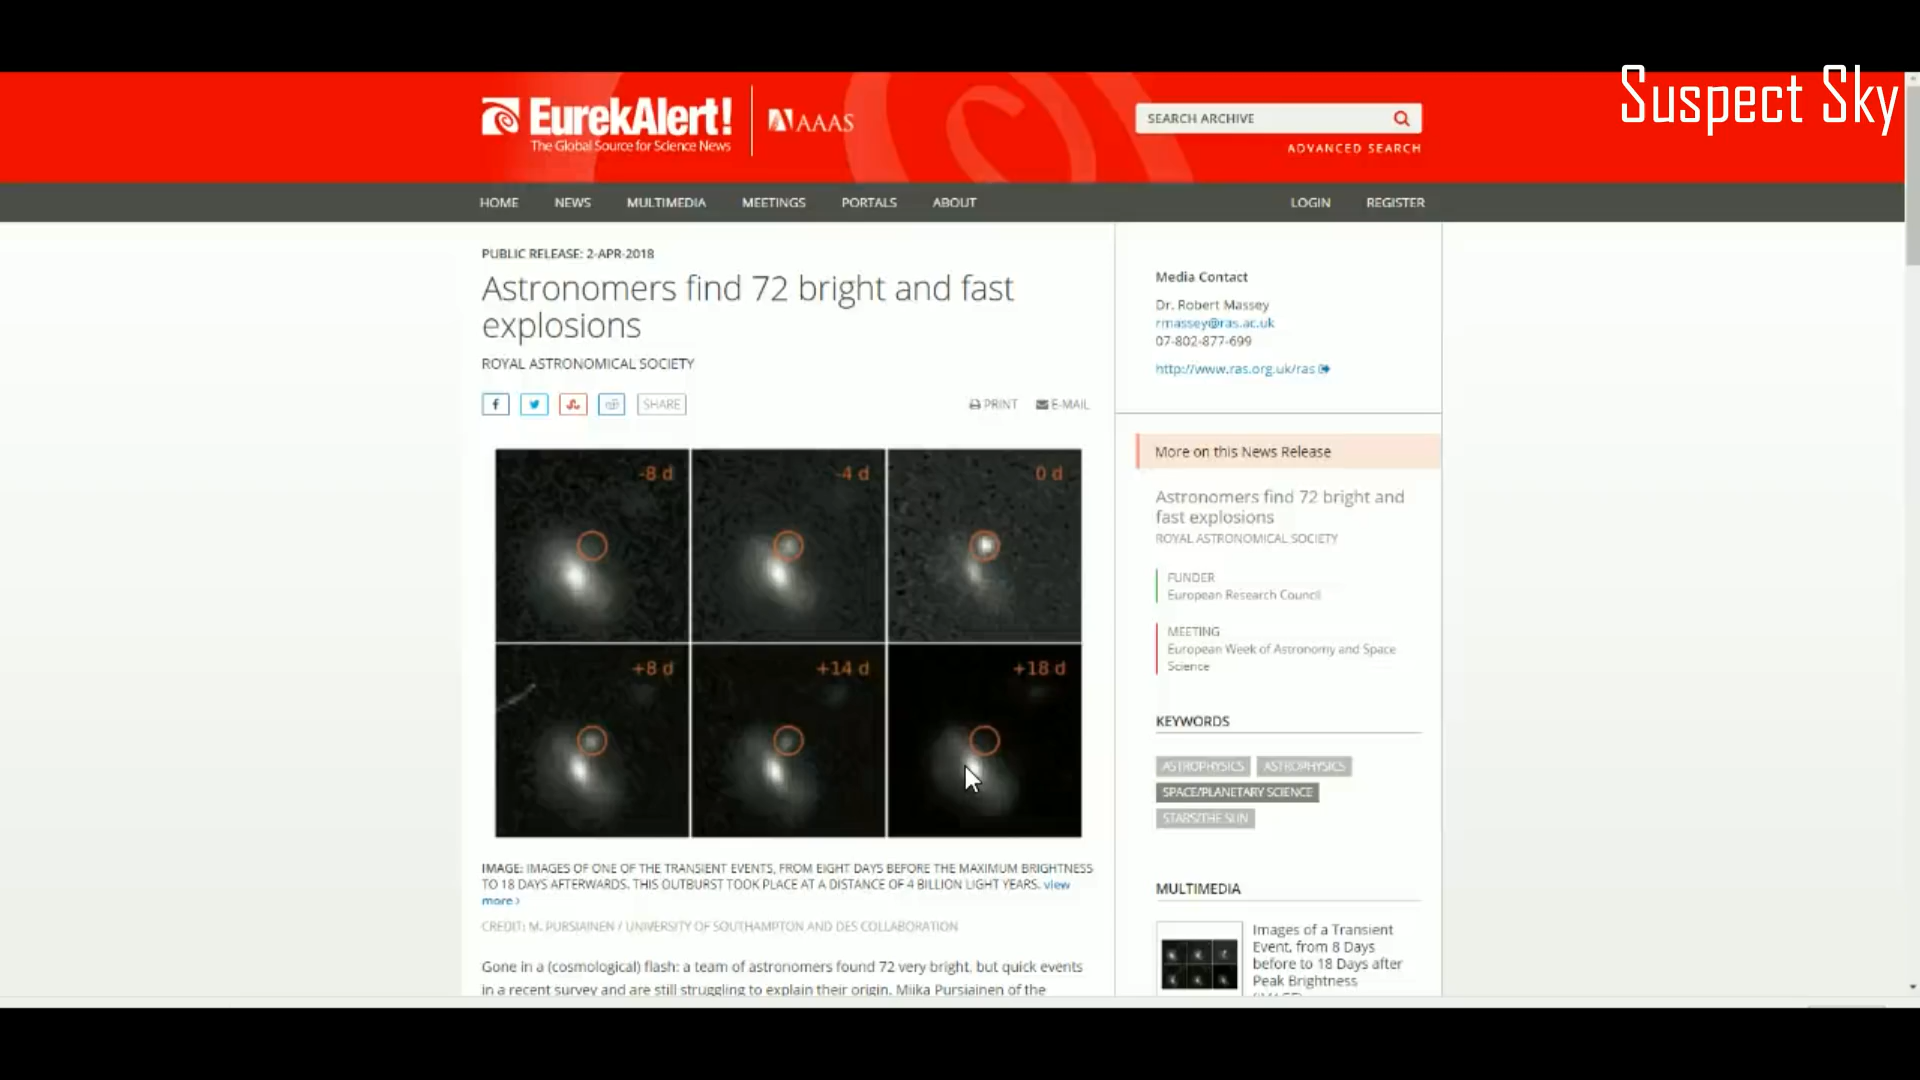 Suspect Sky
EurekAlert!
The Global Source for Science News
AAAS
SEARCH ARCHIVE
ADVANCED SEARCH
HOME NEWS MULTIMEDIA MEETINGS PORTALS ABOUT LOGIN REGISTER
PUBLIC RELEASE: 2-APR-2018
Astronomers find 72 bright and fast
explosions
ROYAL ASTRONOMICAL SOCIETY
SHARE
PRINT E-MAIL
-8 d -4 d 0 d
+8 d +14 d +18 d
IMAGE: IMAGES OF ONE OF THE TRANSIENT EVENTS, FROM EIGHT DAYS BEFORE THE MAXIMUM BRIGHTNESS
TO 18 DAYS AFTERWARDS. THIS OUTBURST TOOK PLACE AT A DISTANCE OF 4 BILLION LIGHT YEARS. view
more >
CREDIT: M. PURSIAINEN / UNIVERSITY OF SOUTHAMPTON AND DES COLLABORATION
Gone in a (cosmological) flash: a team of astronomers found 72 very bright, but quick events
in a recent survey and are still struggling to explain their origin. Miika Pursiainen of the
Media Contact
Dr. Robert Massey
rmassey@ras.ac.uk
07-802-877-699
http://www.ras.org.uk/ras
More on this News Release
Astronomers find 72 bright and
fast explosions
ROYAL ASTRONOMICAL SOCIETY
FUNDER
European Research Council
MEETING
European Week of Astronomy and Space
Science
KEYWORDS
ASTROPHYSICS ASTROPHYSICS
SPACE/PLANETARY SCIENCE
STARS/THE SUN
MULTIMEDIA
Images of a Transient
Event, from 8 Days
before to 18 Days after
Peak Brightness